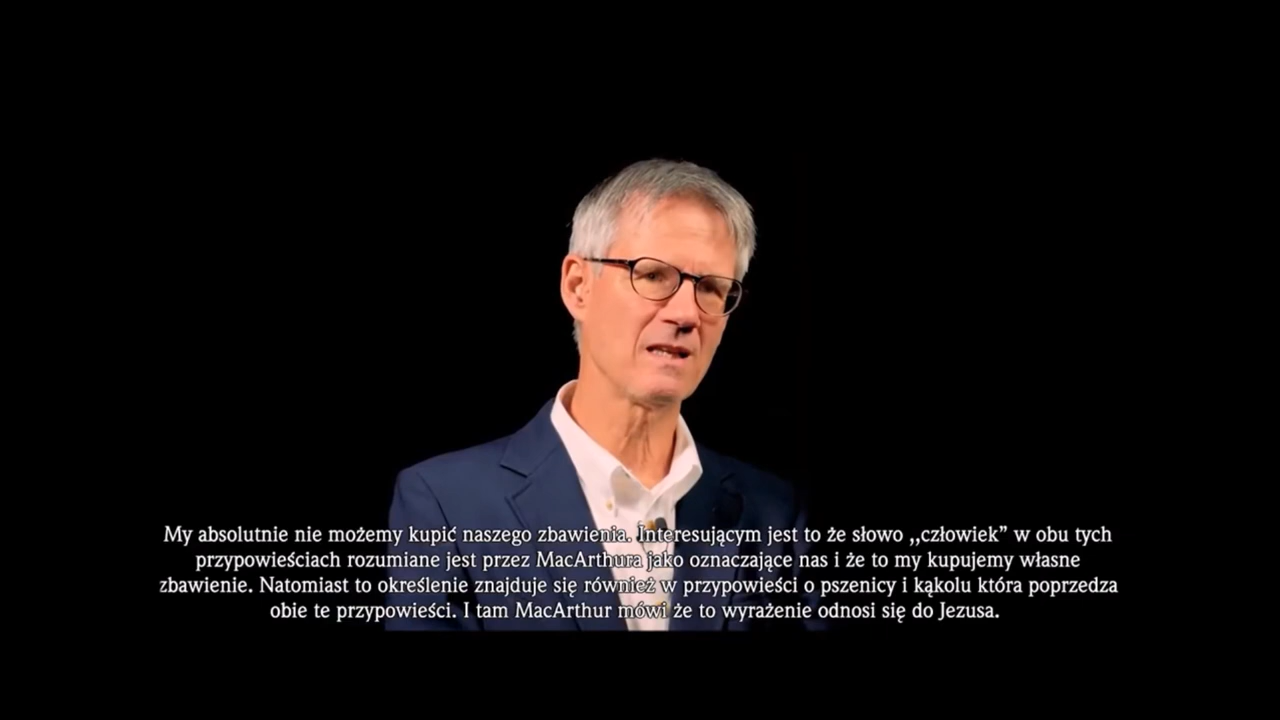 My absolutnie nie możemy kupić naszego zbawienia. Interesującym jest to że słowo ,,człowiek” w obu tych
przypowieściach rozumiane jest przez MacArthura jako oznaczające nas i że to my kupujemy własne
zbawienie. Natomiast to określenie znajduje się również w przypowieści o pszenicy i kąkolu która poprzedza
obie te przypowieści. I tam MacArthur mówi że to wyrażenie odnosi się do Jezusa.